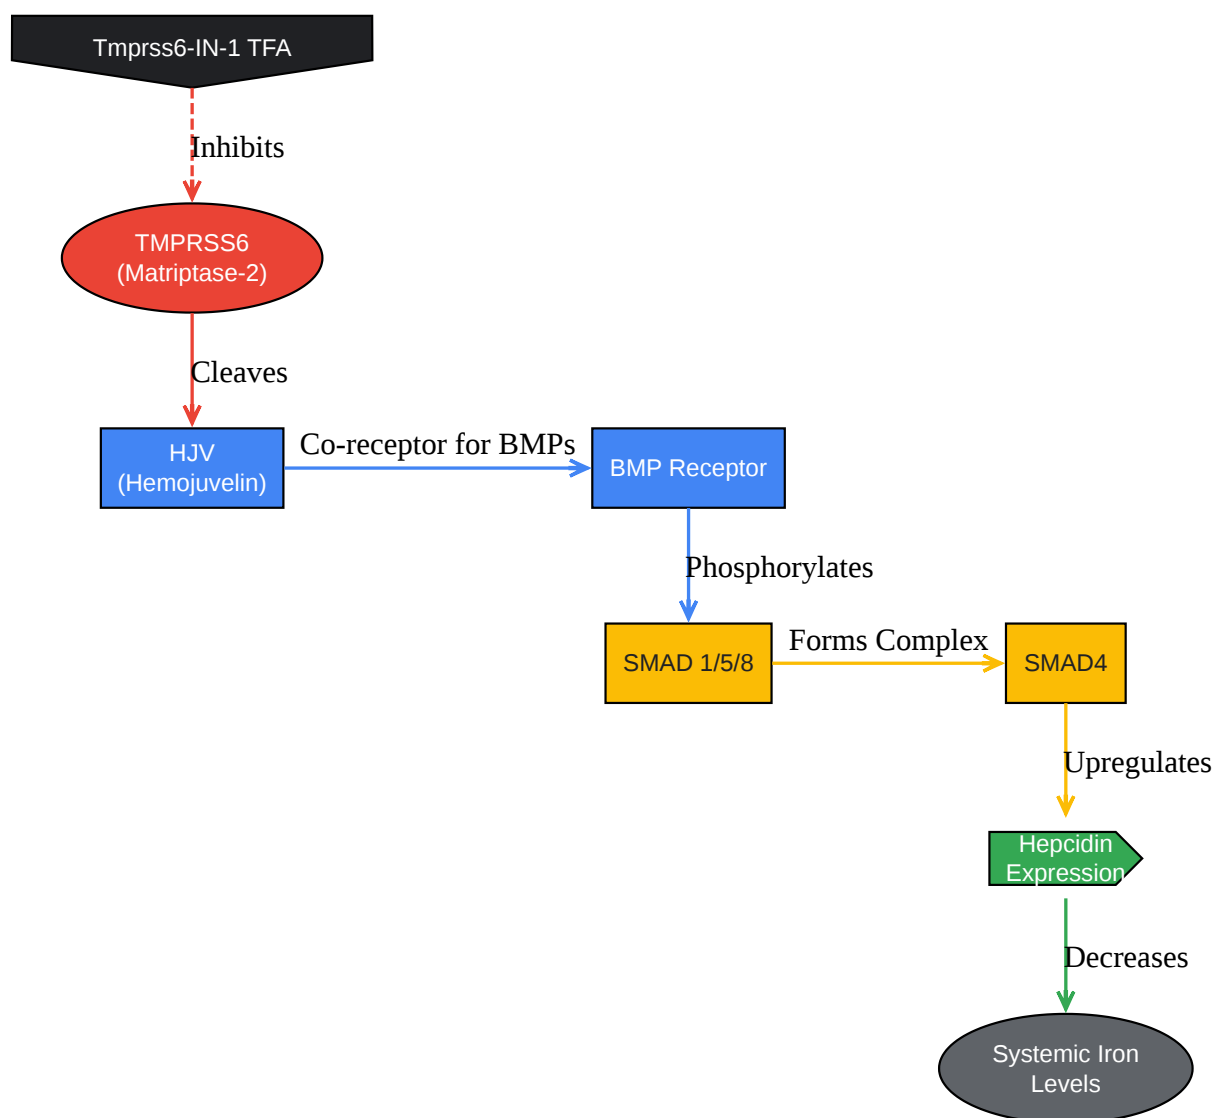 Tmprss6-IN-1 TFA
Inhibits
TMPRSS6
(Matriptase-2)
Cleaves
HJV
(Hemojuvelin)
Co-receptor for BMPs
BMP Receptor
Phosphorylates
SMAD 1/5/8
Forms Complex
SMAD4
Upregulates
Hepcidin
Expression
Decreases
Systemic Iron
Levels